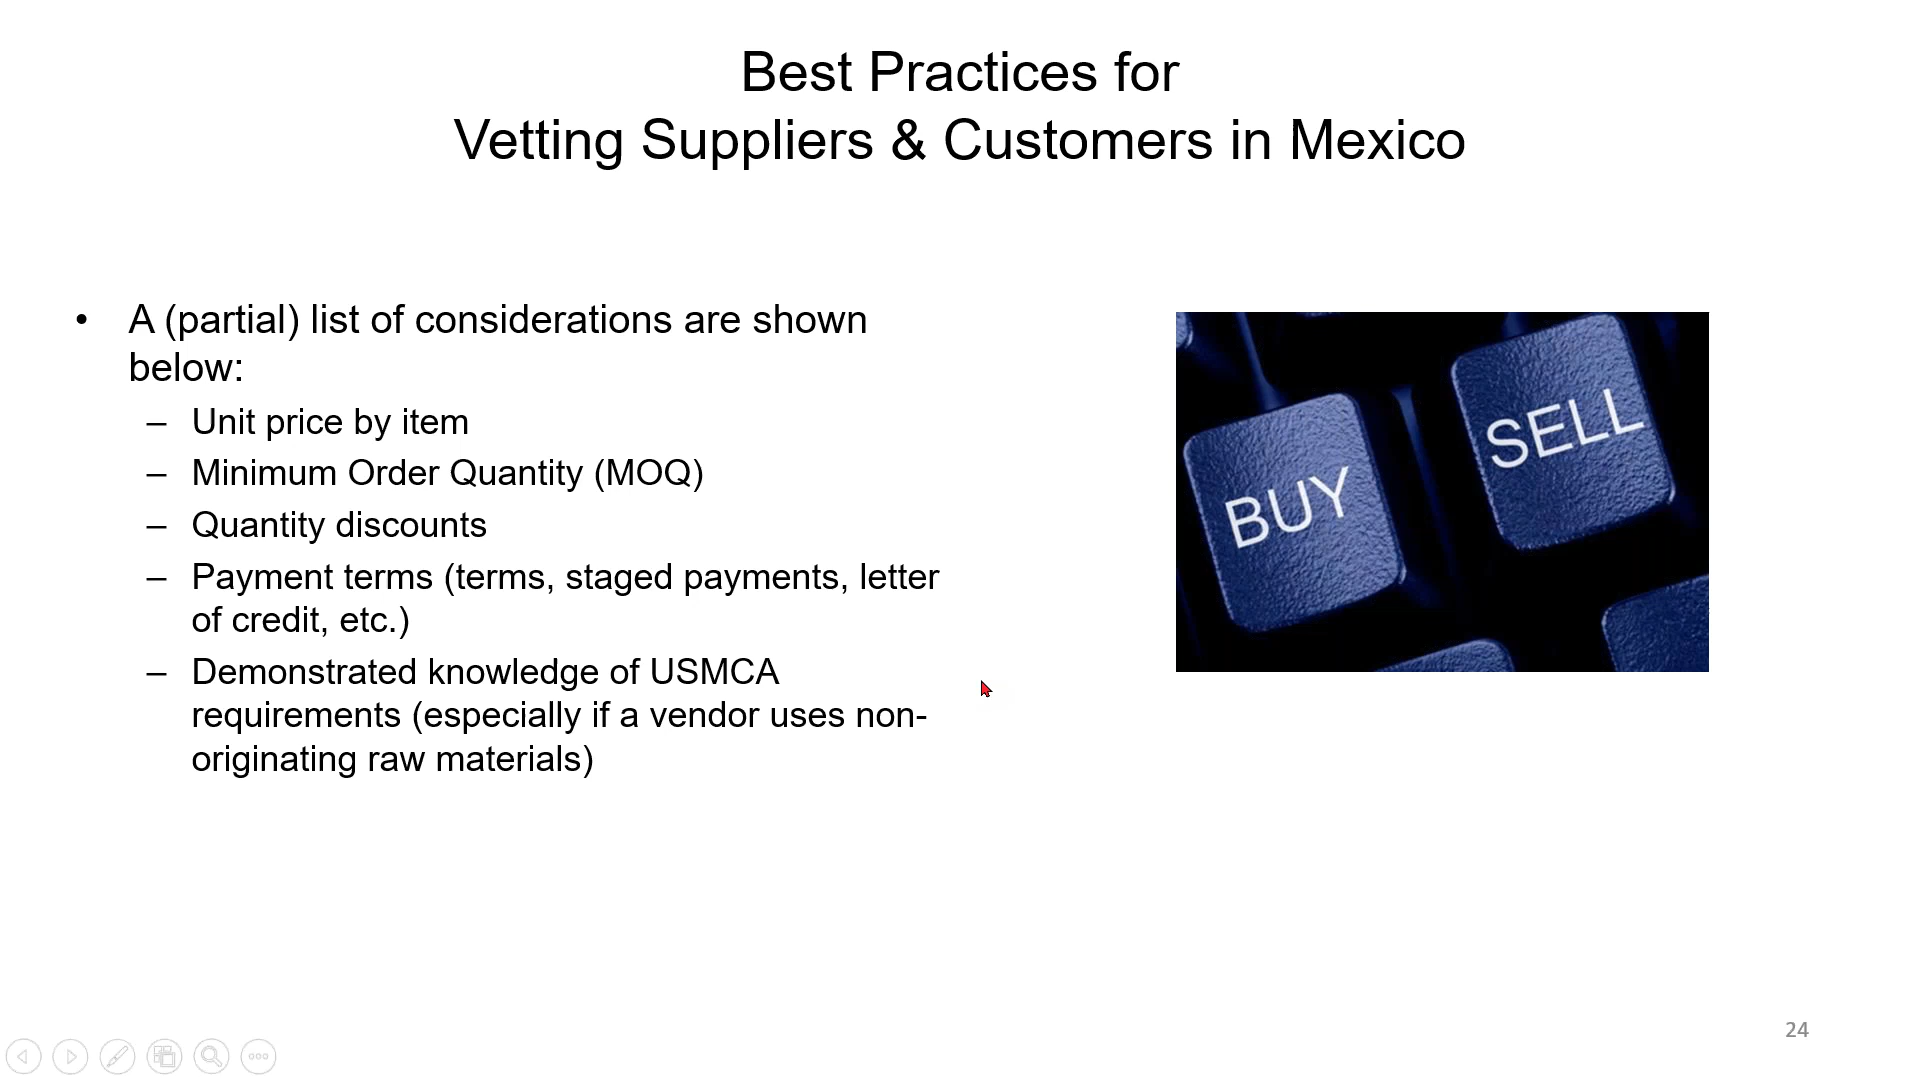 Best Practices for
Vetting Suppliers & Customers in Mexico
• A (partial) list of considerations are shown
below:
– Unit price by item
– Minimum Order Quantity (MOQ)
– Quantity discounts
– Payment terms (terms, staged payments, letter
of credit, etc.)
– Demonstrated knowledge of USMCA
requirements (especially if a vendor uses non-
originating raw materials)
BUY
SELL
24